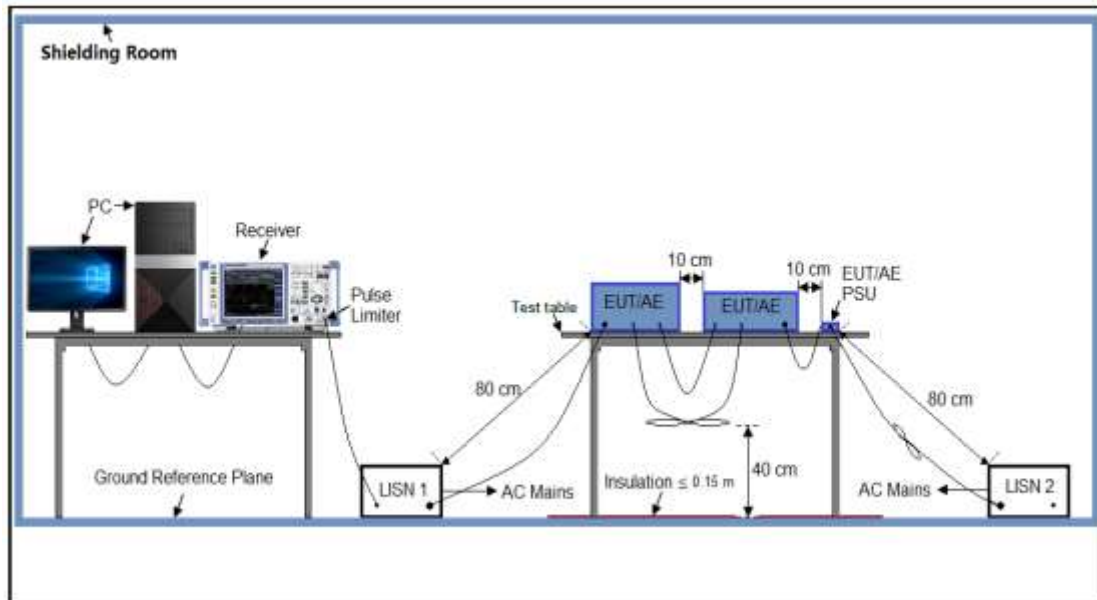 Shielding Room
PC
Receiver
Pulse
Limiter
10 cm
10 cm
EUT/AE
PSU
Test table
EUT/AE
EUT/AE
80 cm
80 cm
40 cm
Ground Reference Plane
LISN 1
AC Mains
Insulation ≤ 0.15 m
AC Mains
LISN 2